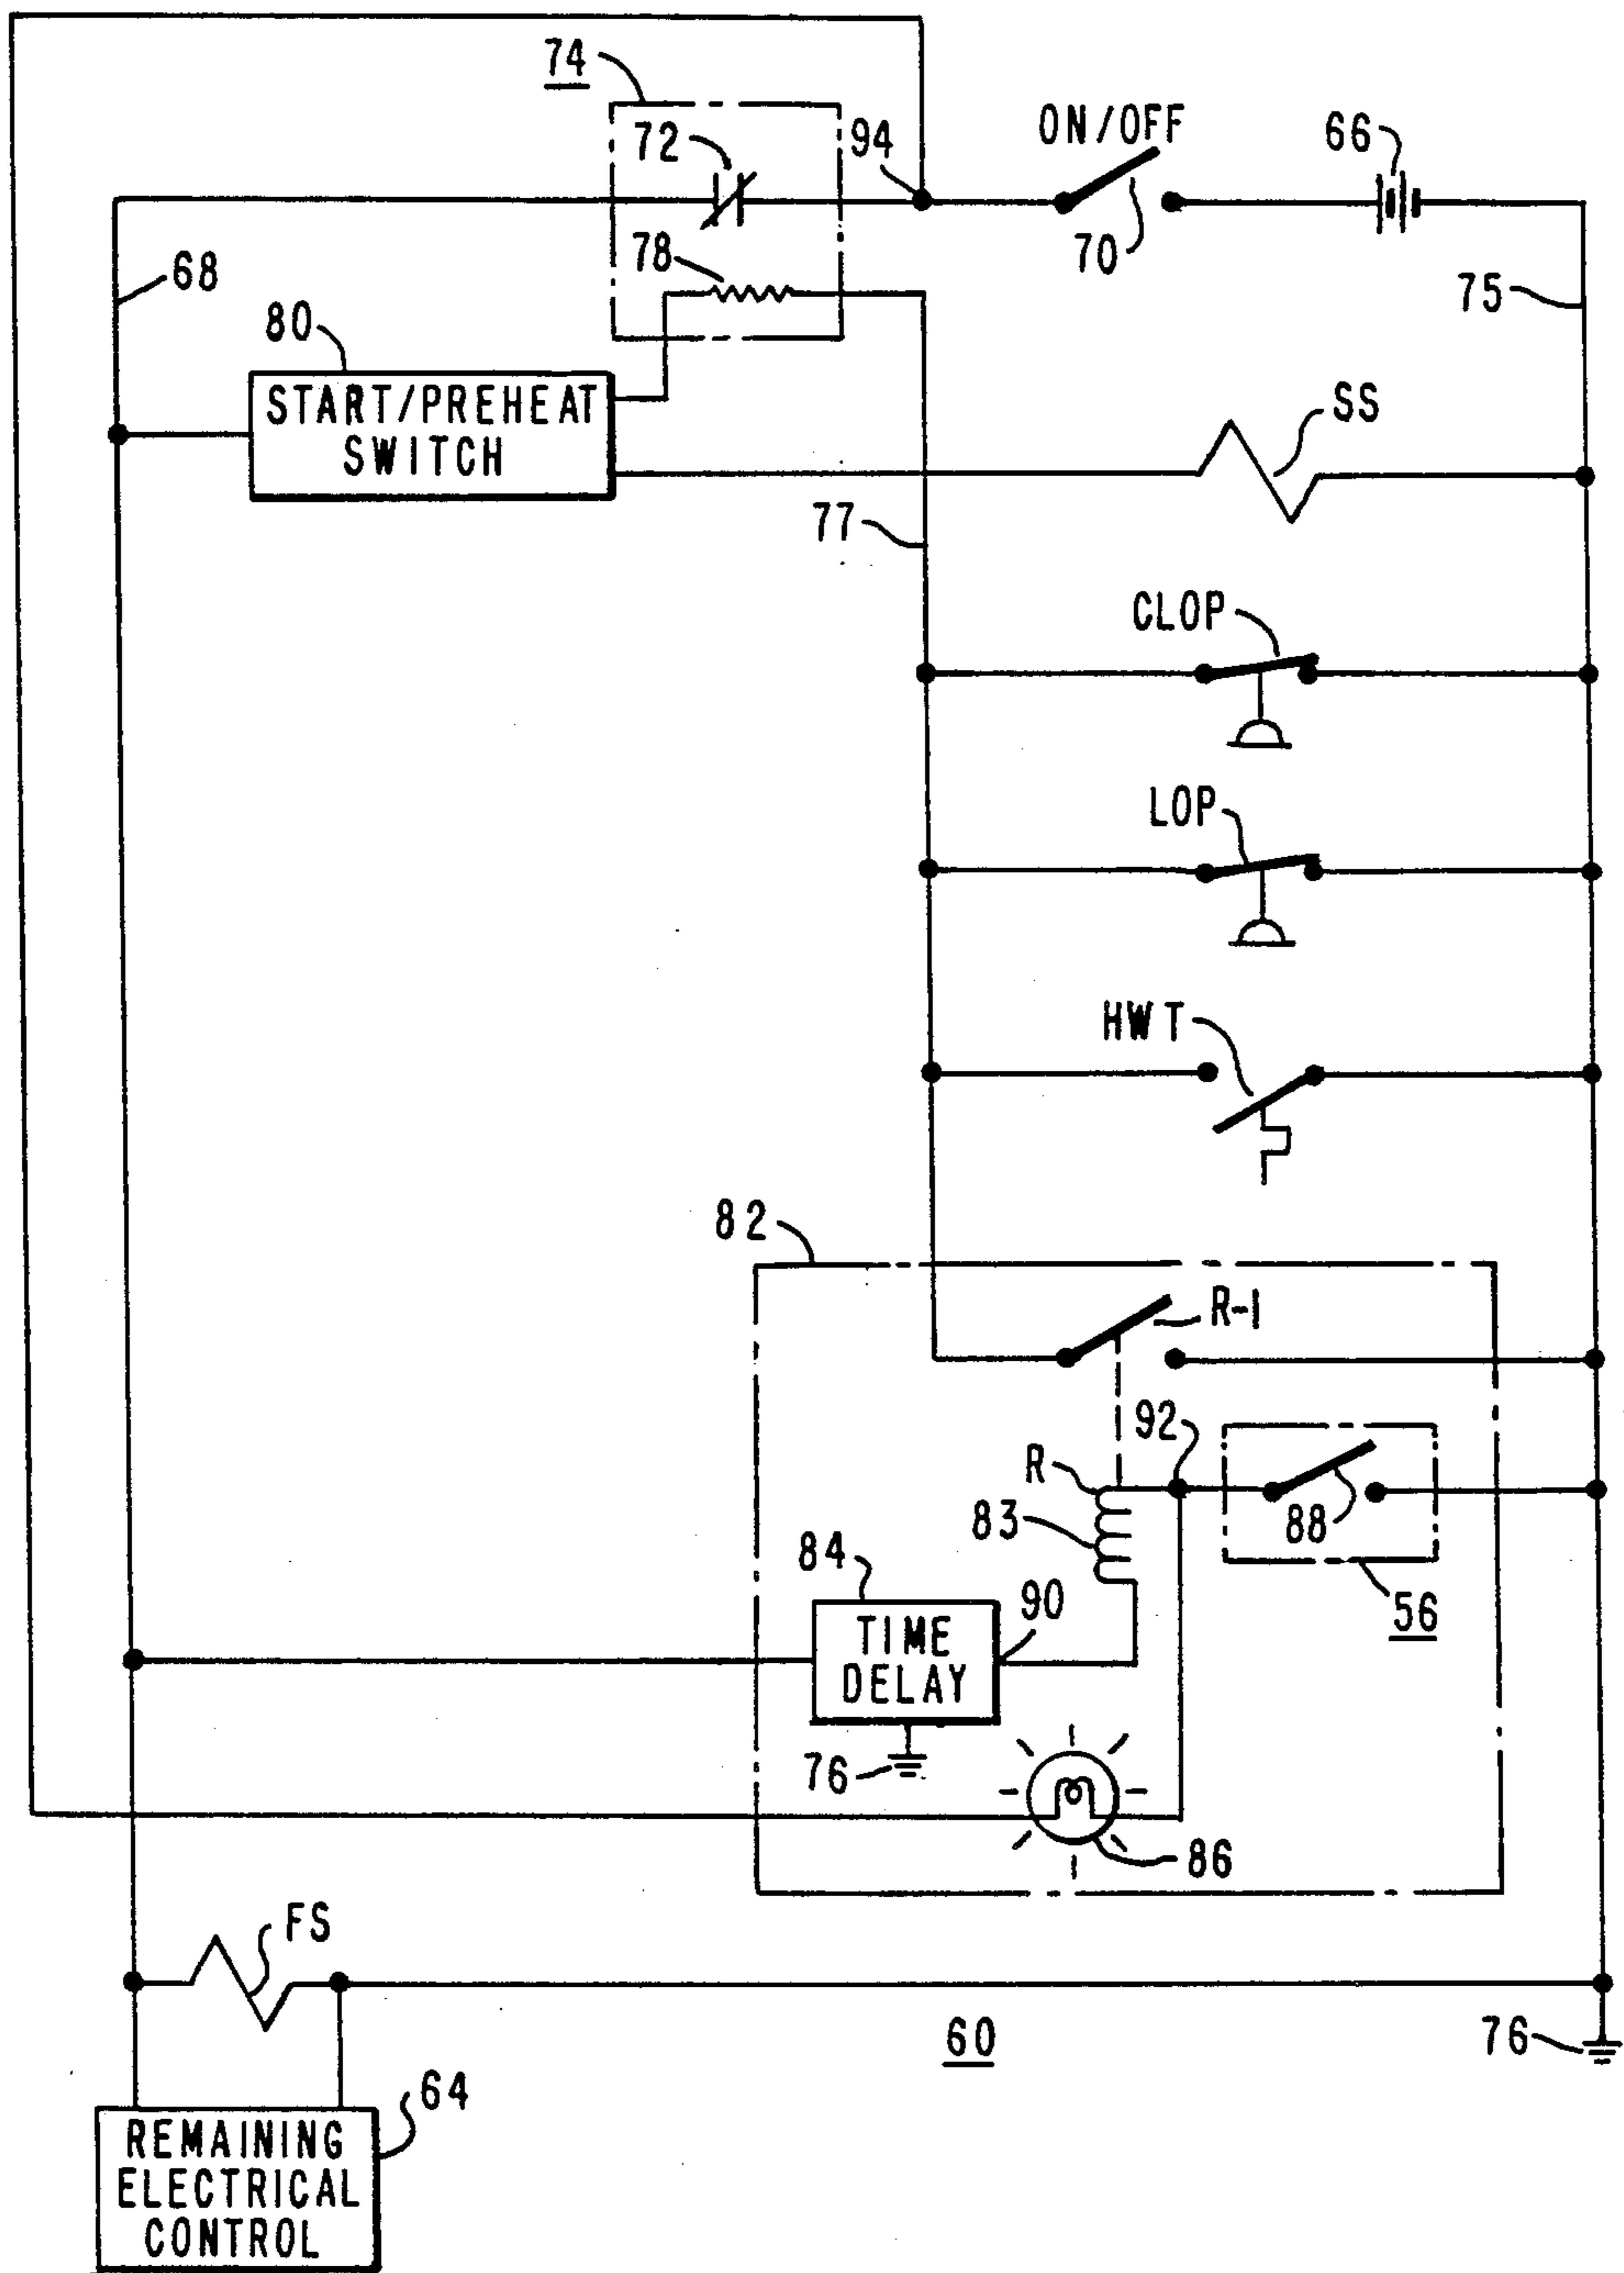 74
72
94
ON/OFF
66
70
78
68
75
80
START/PREHEAT
SWITCH
SS
77
CLOP
LOP
HWT
82
R-1
92
R
83
88
84
90
56
TIME
DELAY
76
86
FS
60
76
64
REMAINING
ELECTRICAL
CONTROL